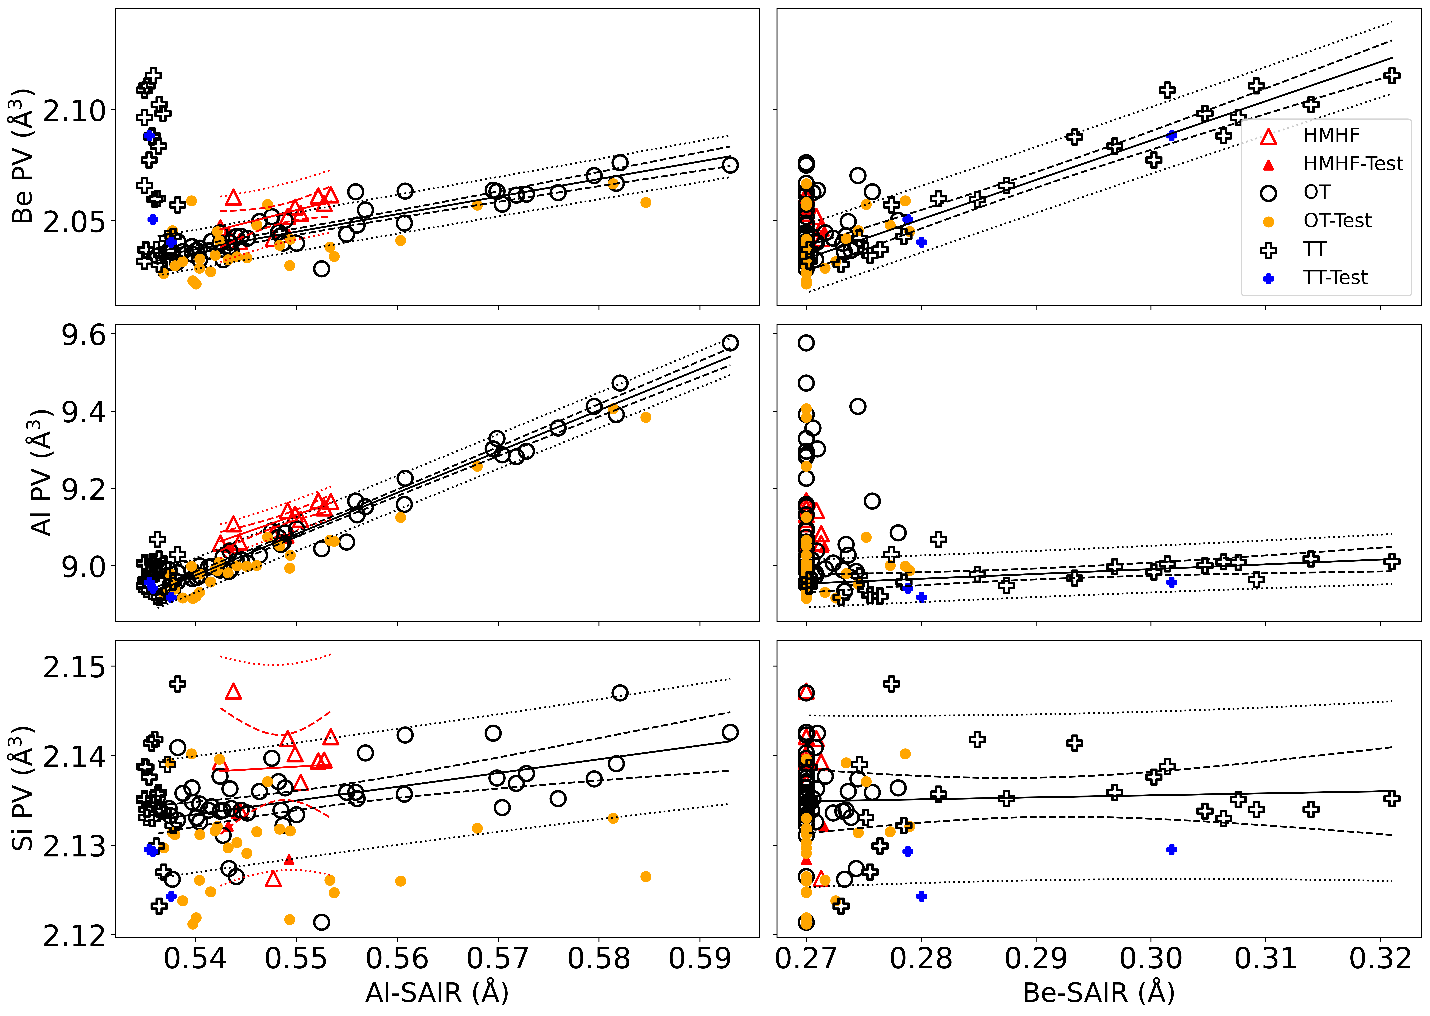 2.10
2.05
Be PV (Å³)
HMHF
HMHF-Test
OT
OT-Test
TT
TT-Test
9.6
9.4
9.2
9.0
Al PV (Å³)
2.15
2.14
2.13
2.12
Si PV (Å³)
0.54 0.55 0.56 0.57 0.58 0.59
0.27 0.28 0.29 0.30 0.31 0.32
Al-SAIR (Å)
Be-SAIR (Å)